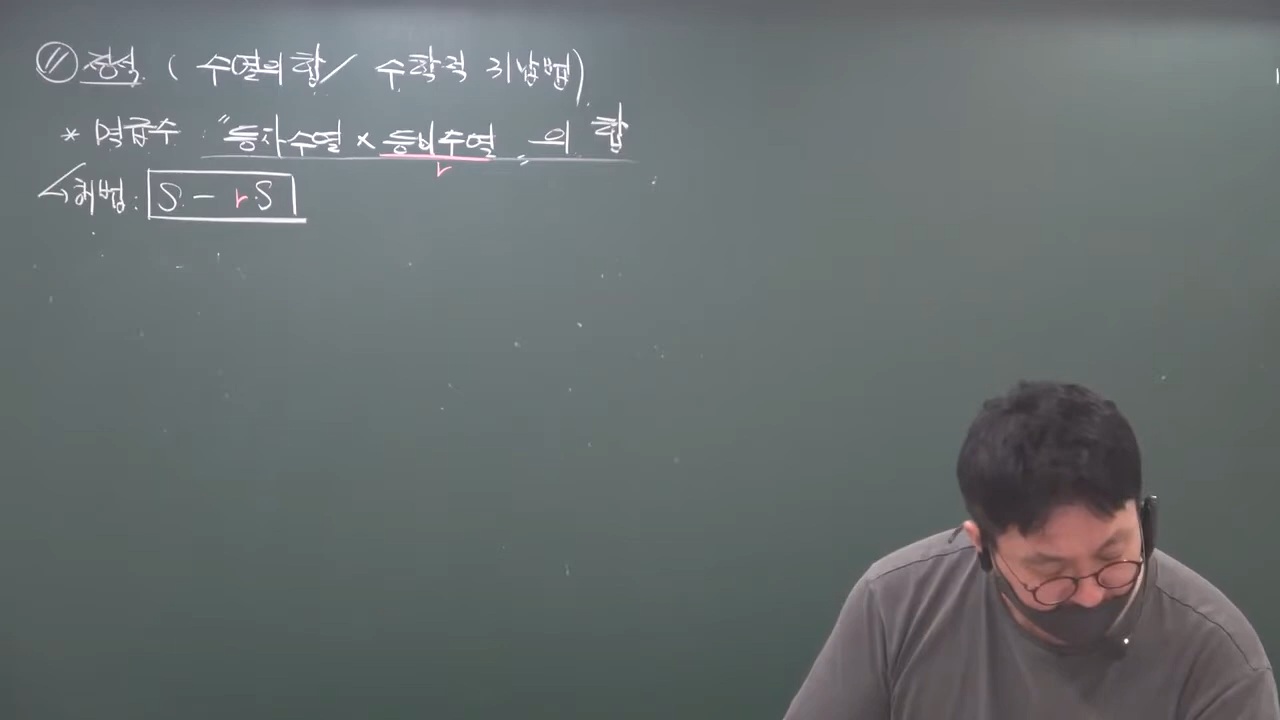 ⑪ 정석 ( 수열의 합 / 수학적 귀납법)
* 멱급수 : "등차수열 × 등비수열"의 합
r
해법 : S - r S